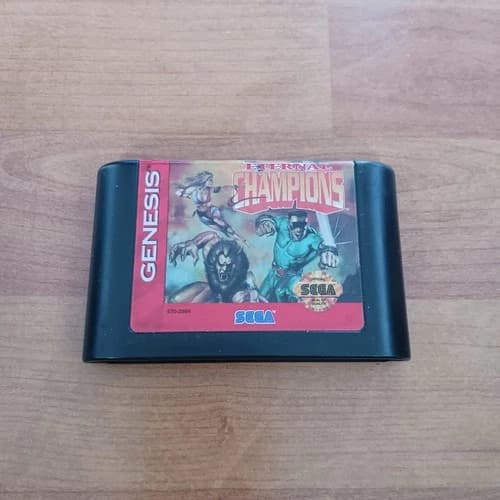 GENESIS
ETERNAL
CHAMPIONS
SEGA
SEGA